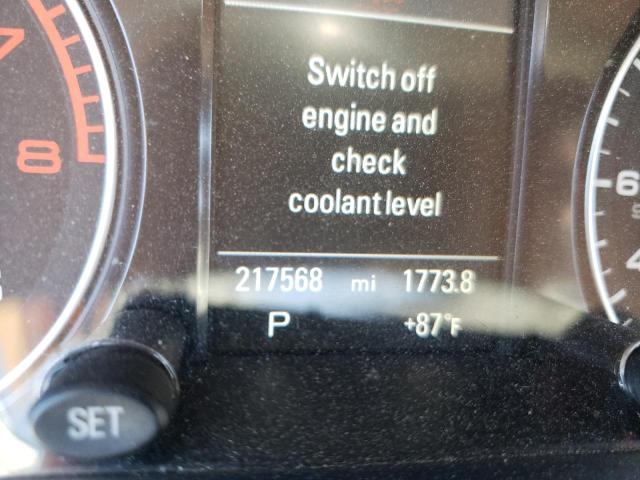 7
8
Switch off
engine and
check
coolant level
217568 mi 1773.8
P +87°F
SET
6
4